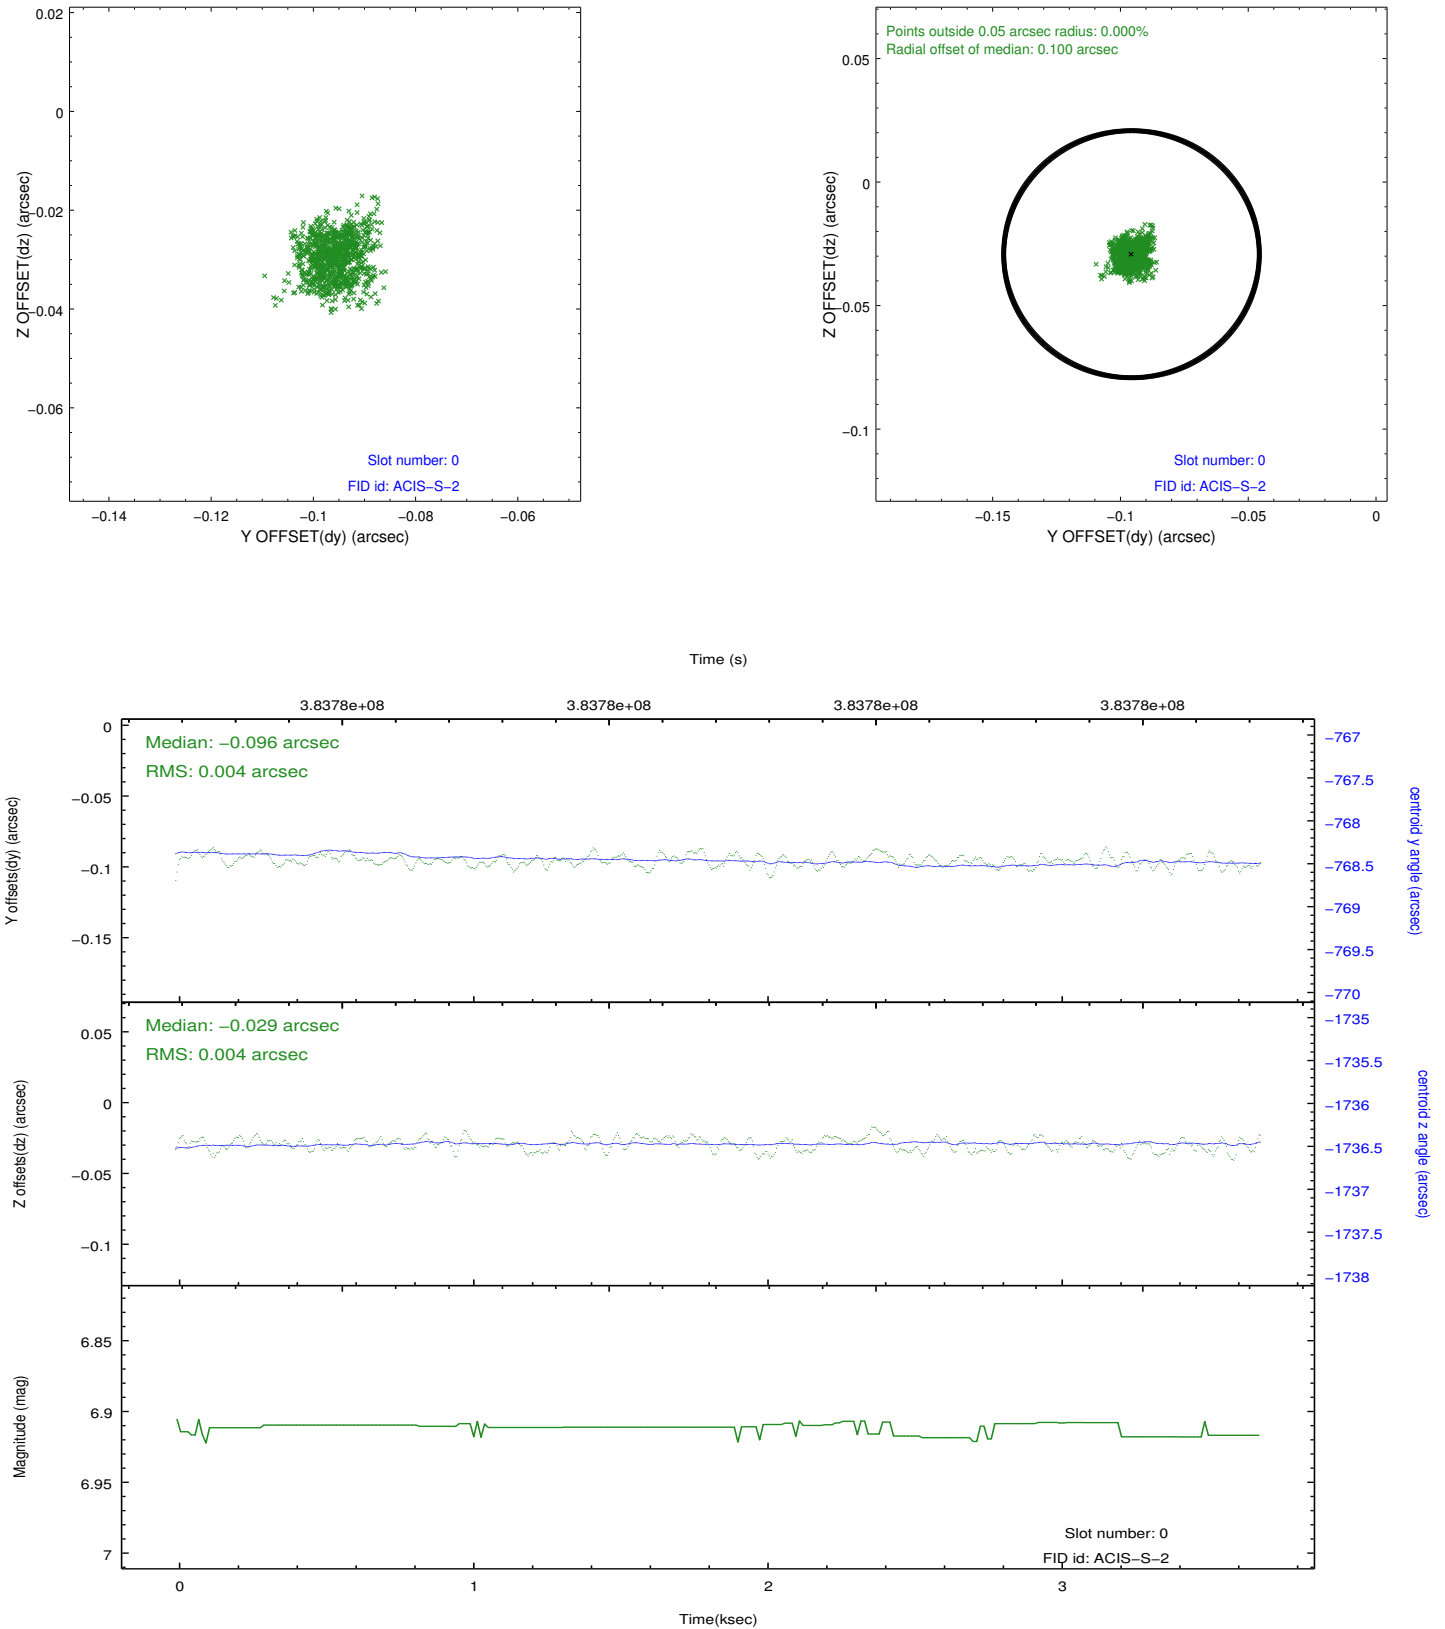 0.02
0
−0.02
−0.04
−0.06
Z OFFSET(dz) (arcsec)
−0.14
−0.12
−0.1
−0.08
−0.06
Y OFFSET(dy) (arcsec)
Slot number: 0
FID id: ACIS−S−2
Points outside 0.05 arcsec radius: 0.000%
Radial offset of median: 0.100 arcsec
0.05
0
−0.05
−0.1
Z OFFSET(dz) (arcsec)
−0.15
−0.1
−0.05
0
Y OFFSET(dy) (arcsec)
Slot number: 0
FID id: ACIS−S−2
Time (s)
3.8378e+08
3.8378e+08
3.8378e+08
3.8378e+08
Median: −0.096 arcsec
RMS: 0.004 arcsec
0
−0.05
−0.1
−0.15
Y offsets(dy) (arcsec)
−767
−767.5
−768
−768.5
−769
−769.5
−770
centroid y angle (arcsec)
Median: −0.029 arcsec
RMS: 0.004 arcsec
0.05
0
−0.05
−0.1
Z offsets(dz) (arcsec)
−1735
−1735.5
−1736
−1736.5
−1737
−1737.5
−1738
centroid z angle (arcsec)
6.85
6.9
6.95
7
Magnitude (mag)
Slot number: 0
FID id: ACIS−S−2
0
1
2
3
Time(ksec)